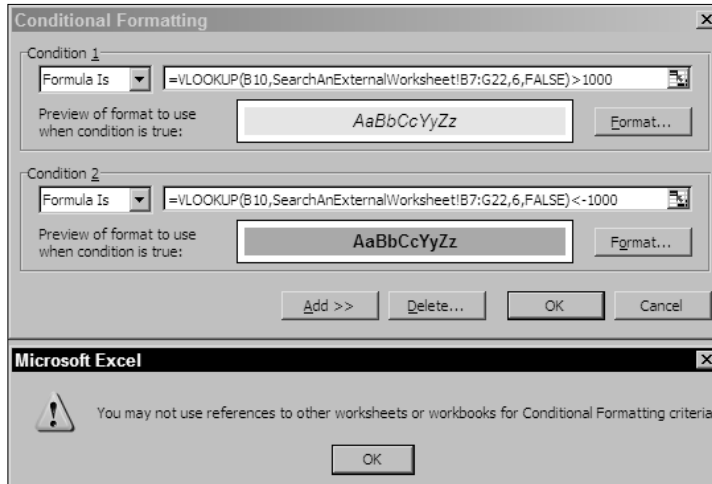 Conditional Formatting
Condition 1
Formula Is
=VLOOKUP(B10,SearchAnExternalWorksheet!B7:G22,6,FALSE)>1000
Preview of format to use
when condition is true:
AaBbCcYyZz
Format...
Condition 2
Formula Is
=VLOOKUP(B10,SearchAnExternalWorksheet!B7:G22,6,FALSE)<-1000
Preview of format to use
when condition is true:
AaBbCcYyZz
Format...
Add >>
Delete...
OK
Cancel
Microsoft Excel
You may not use references to other worksheets or workbooks for Conditional Formatting criteria
OK